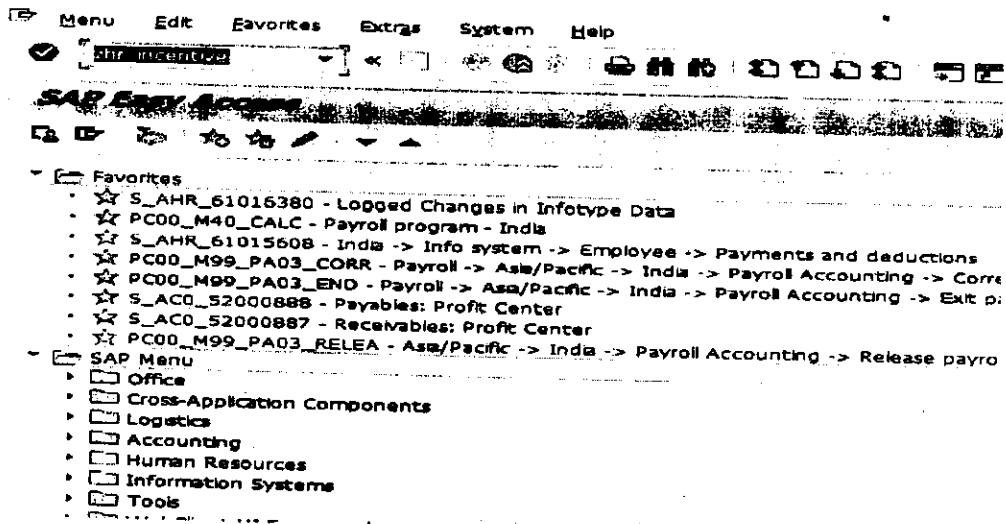 Menu Edit Favorites Extras System Help
zhr incentive
SAP Easy Access
Favorites
S_AHR_61016380 - Logged Changes in Infotype Data
PC00_M40_CALC - Payroll program - India
S_AHR_61015608 - India -> Info system -> Employee -> Payments and deductions
PC00_M99_PA03_CORR - Payroll -> Asia/Pacific -> India -> Payroll Accounting -> Corre
PC00_M99_PA03_END - Payroll -> Asia/Pacific -> India -> Payroll Accounting -> Exit pa
S_AC0_52000888 - Payables: Profit Center
S_AC0_52000887 - Receivables: Profit Center
PC00_M99_PA03_RELEA - Asia/Pacific -> India -> Payroll Accounting -> Release payro
SAP Menu
Office
Cross-Application Components
Logistics
Accounting
Human Resources
Information Systems
Tools